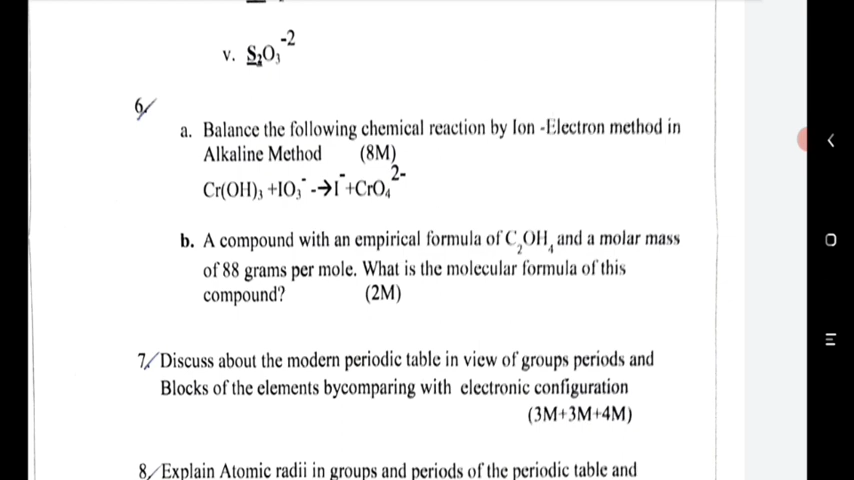 v. S₂O₃⁻²
6
a. Balance the following chemical reaction by Ion -Electron method in
Alkaline Method (8M)
Cr(OH)₃ +IO₃⁻ -→I⁻+CrO₄²⁻
b. A compound with an empirical formula of C₂OH₄ and a molar mass
of 88 grams per mole. What is the molecular formula of this
compound? (2M)
7. Discuss about the modern periodic table in view of groups periods and
Blocks of the elements bycomparing with electronic configuration
(3M+3M+4M)
8. Explain Atomic radii in groups and periods of the periodic table and